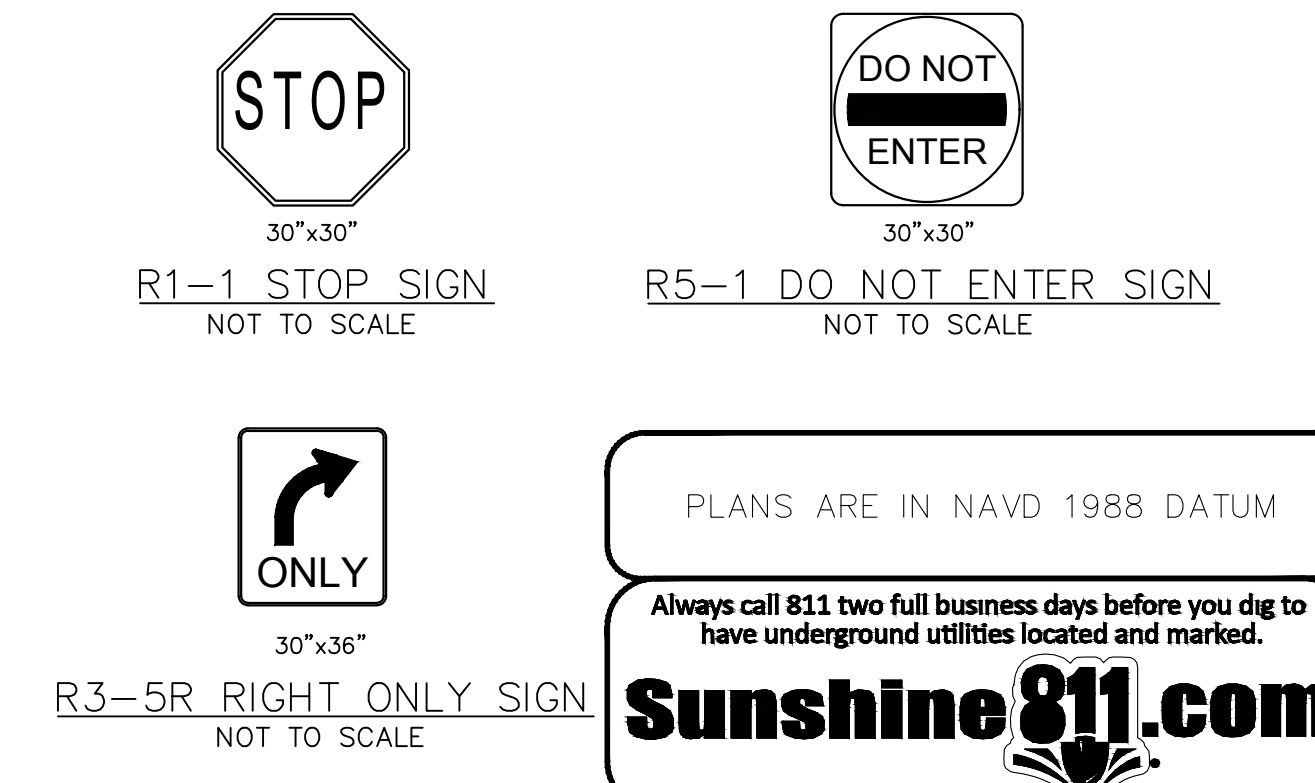 STOP
30”x30”
R1-1 STOP SIGN
NOT TO SCALE
DO NOT
ENTER
30”x30”
R5-1 DO NOT ENTER SIGN
NOT TO SCALE
ONLY
30”x36”
R3-5R RIGHT ONLY SIGN
NOT TO SCALE
PLANS ARE IN NAVD 1988 DATUM
Always call 811 two full business days before you dig to
have underground utilities located and marked.
Sunshine811.com